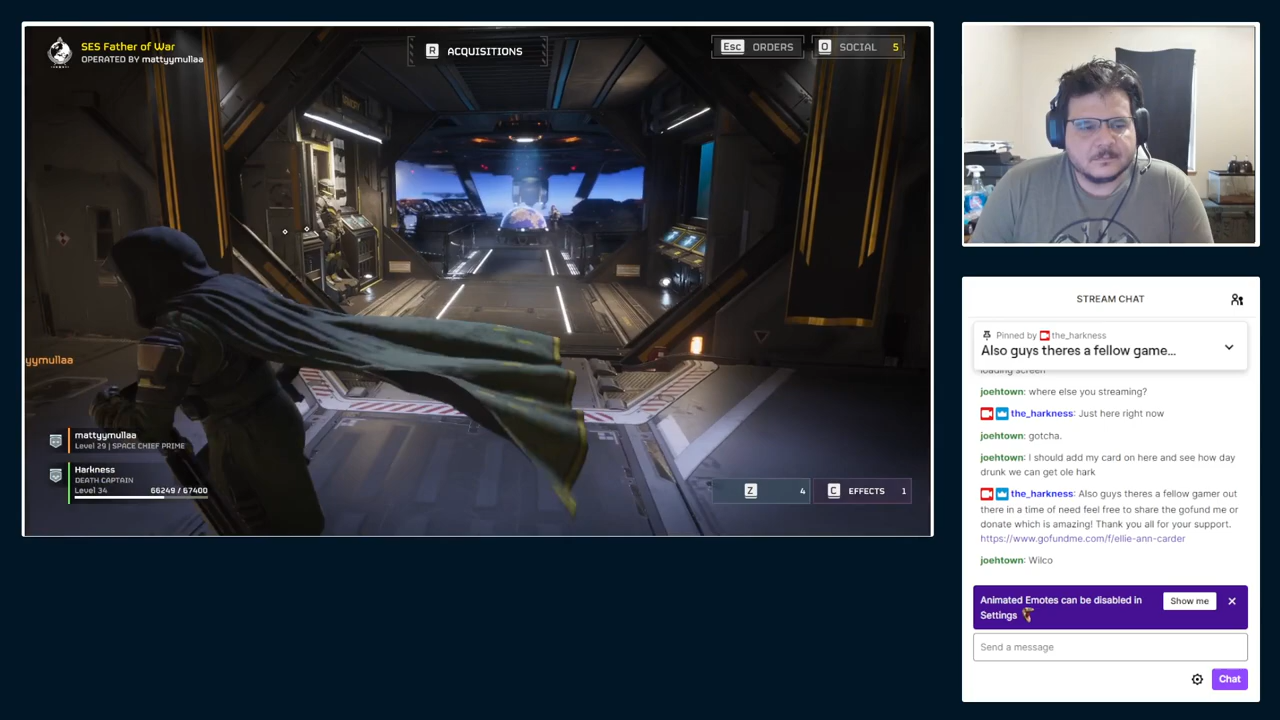 SES Father of War
OPERATED BY mattyymullaa
R ACQUISITIONS
Esc ORDERS
O SOCIAL 5
yymullaa
mattyymullaa
Level 29 | SPACE CHIEF PRIME
Harkness
DEATH CAPTAIN
Level 34 66249 / 67400
Z 4
C EFFECTS 1
STREAM CHAT
Pinned by the_harkness
Also guys theres a fellow game...
loading screen
joehtown: where else you streaming?
the_harkness: Just here right now
joehtown: gotcha.
joehtown: I should add my card on here and see how day
drunk we can get ole hark
the_harkness: Also guys theres a fellow gamer out
there in a time of need feel free to share the gofund me or
donate which is amazing! Thank you all for your support.
https://www.gofundme.com/f/ellie-ann-carder
joehtown: Wilco
Animated Emotes can be disabled in
Settings
Show me
Send a message
Chat